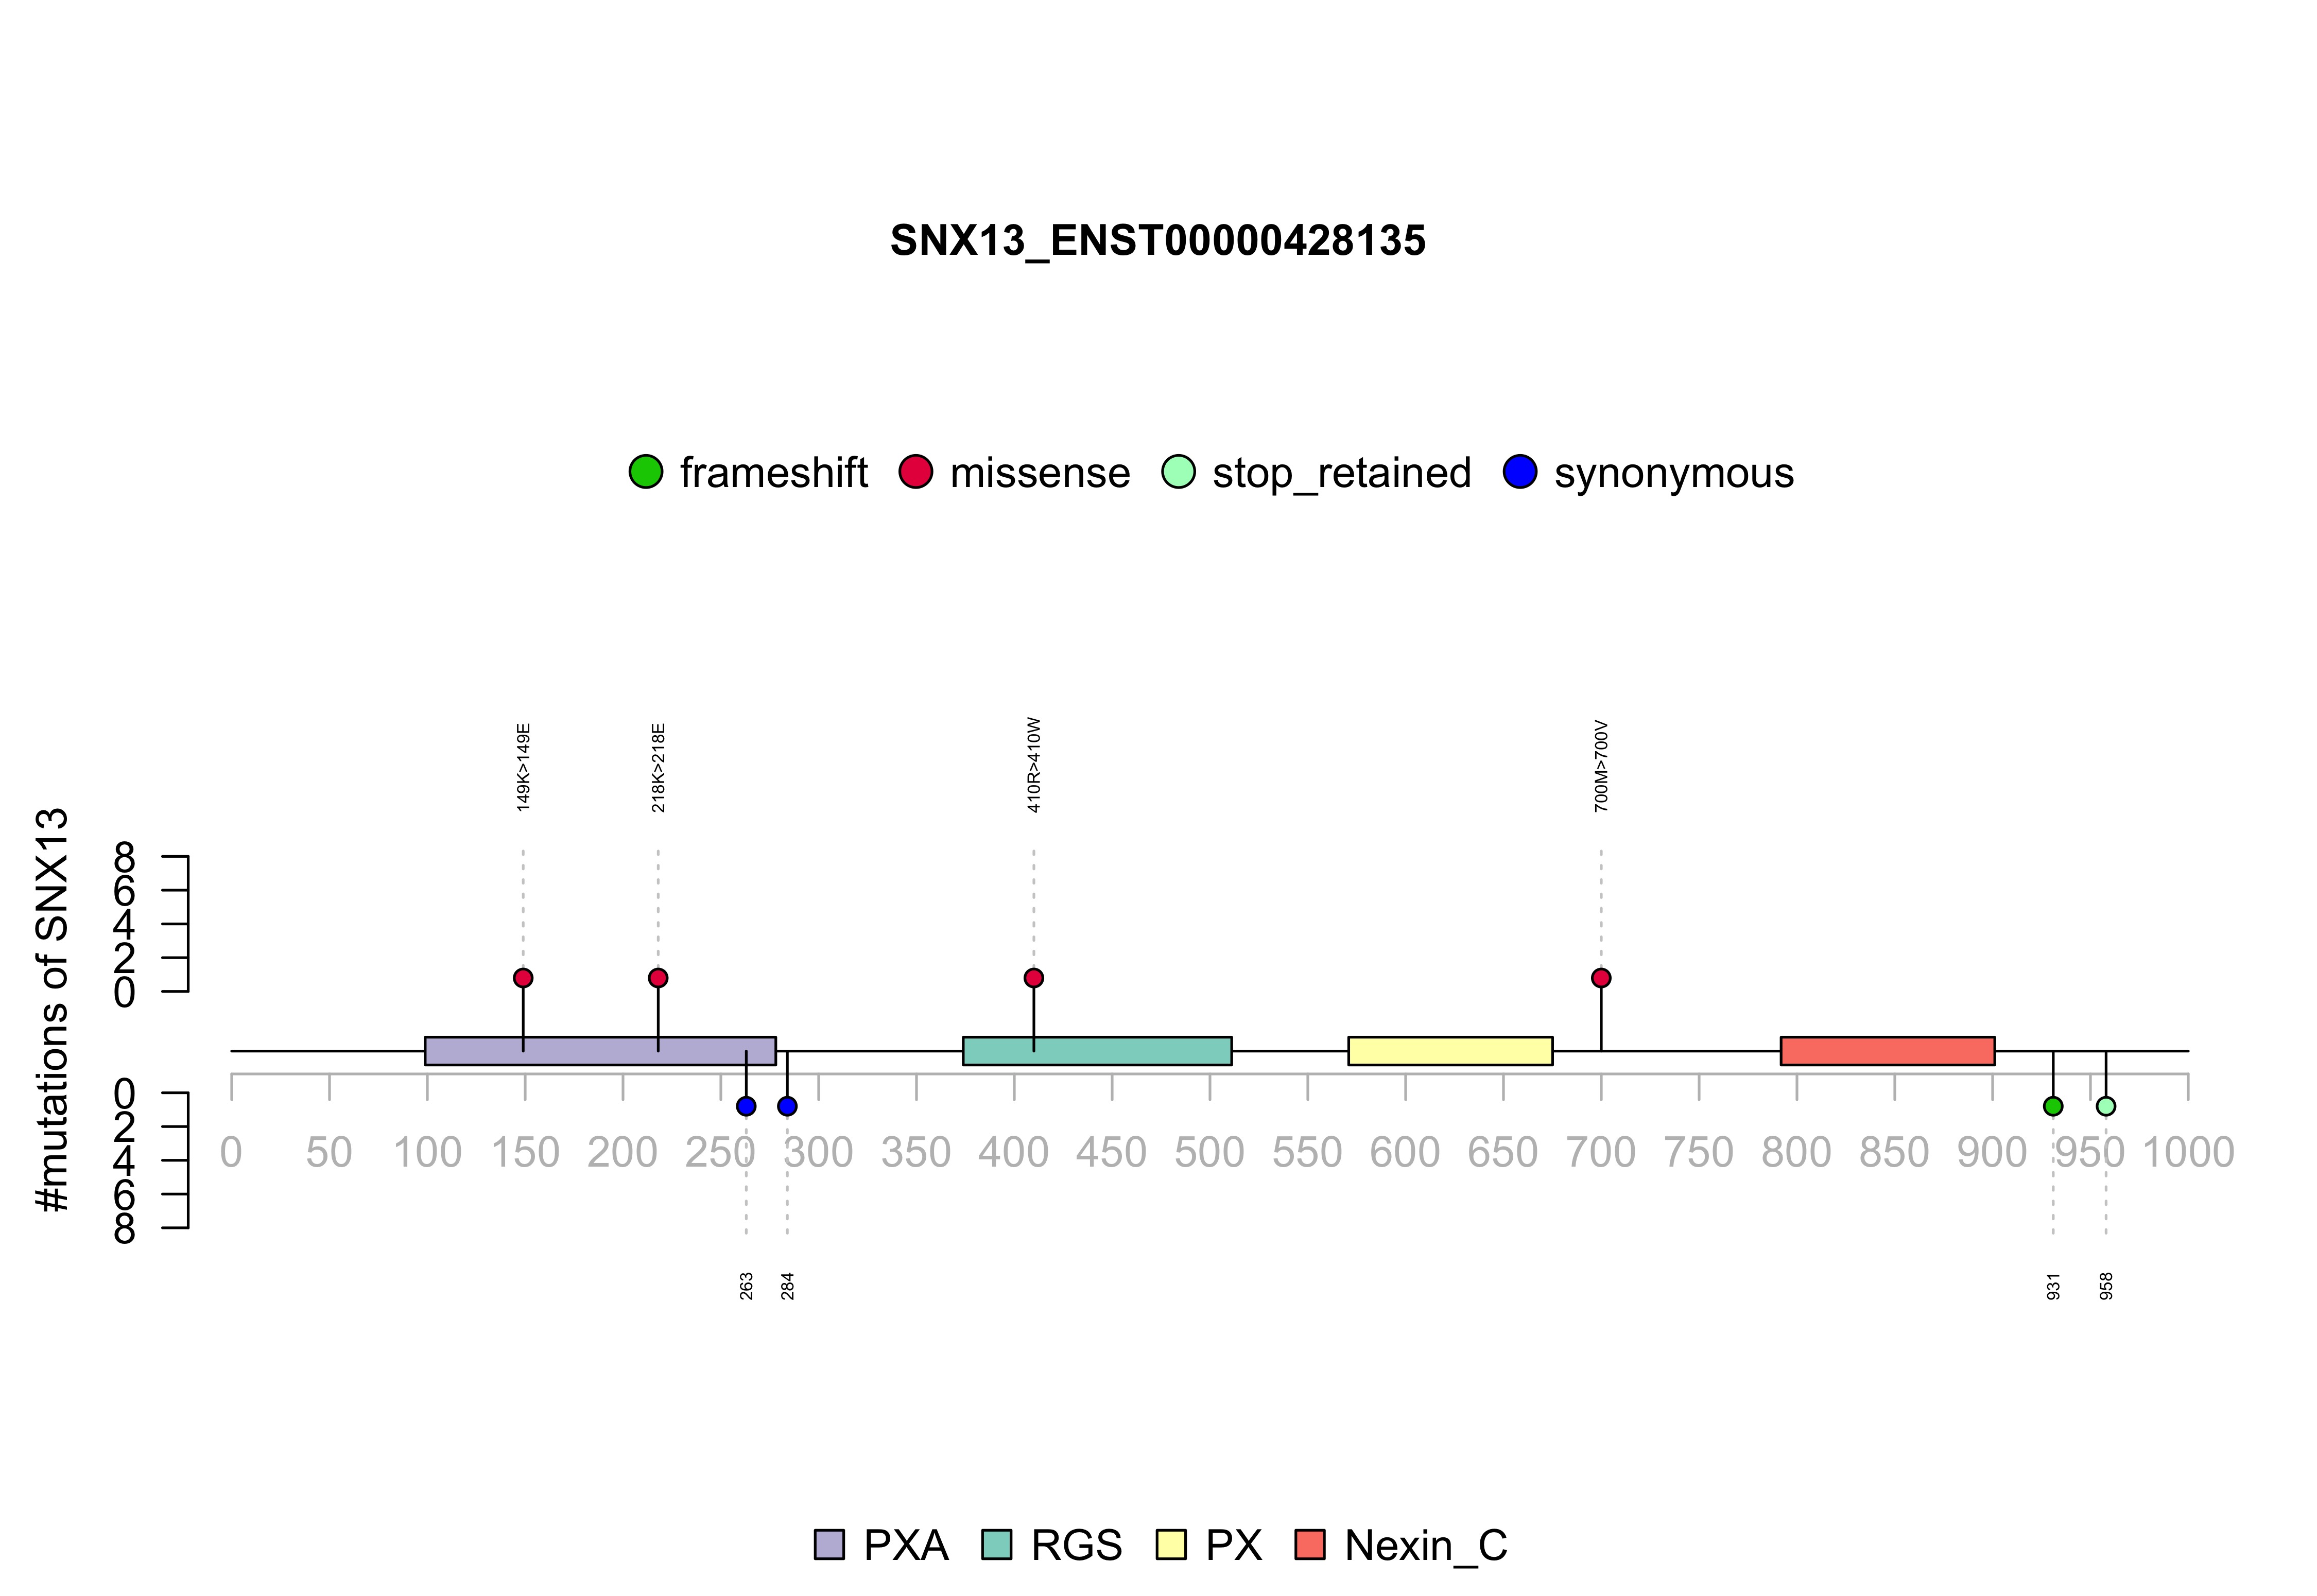 SNX13_ENST00000428135
frameshift missense stop_retained synonymous
149K>149E 218K>218E 410R>410W 700M>700V
#mutations of SNX13
8
6
4
2
0
0
2
4
6
8
0 50 100 150 200 250 300 350 400 450 500 550 600 650 700 750 800 850 900 950 1000
263 284 931 958
PXA RGS PX Nexin_C